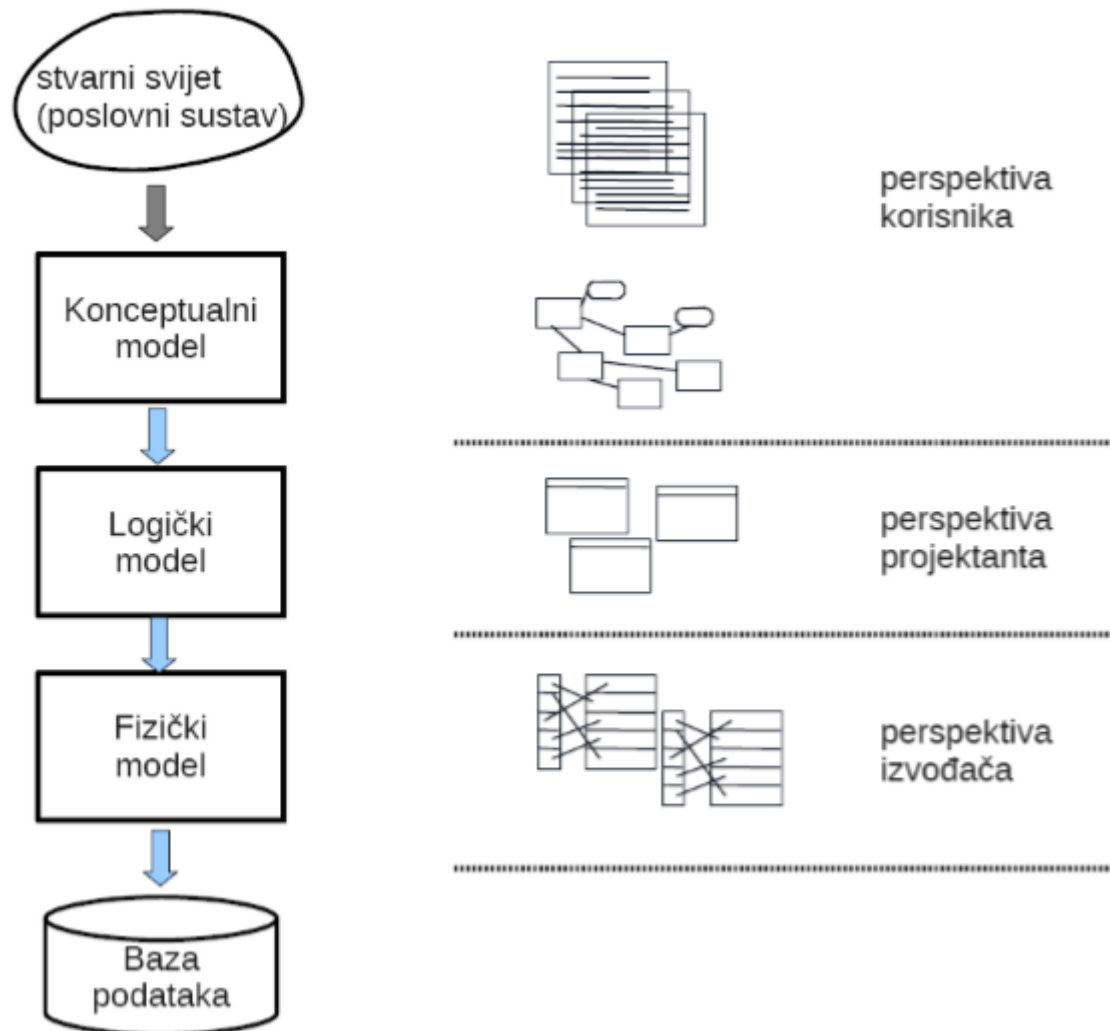 stvarni svijet
(poslovni sustav)
perspektiva
korisnika
Konceptualni
model
Logički
model
perspektiva
projektanta
Fizički
model
perspektiva
izvođača
Baza
podataka